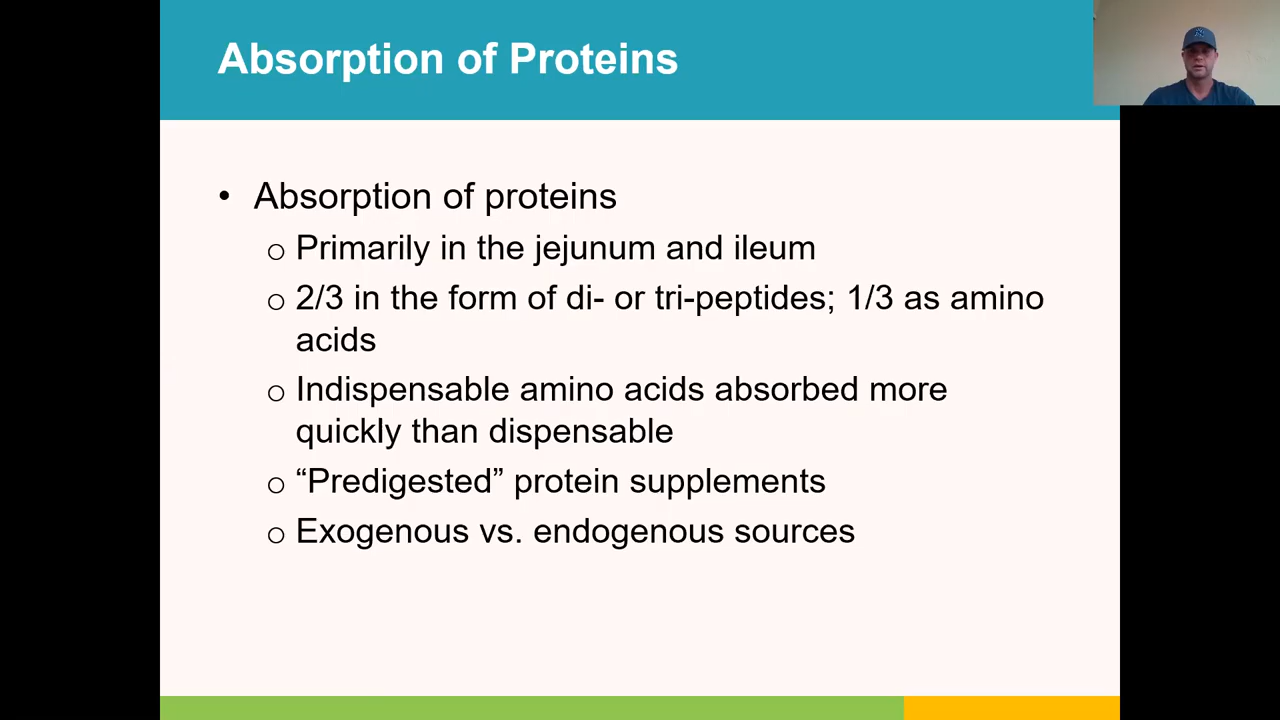 Absorption of Proteins
• Absorption of proteins
o Primarily in the jejunum and ileum
o 2/3 in the form of di- or tri-peptides; 1/3 as amino
acids
o Indispensable amino acids absorbed more
quickly than dispensable
o “Predigested” protein supplements
o Exogenous vs. endogenous sources